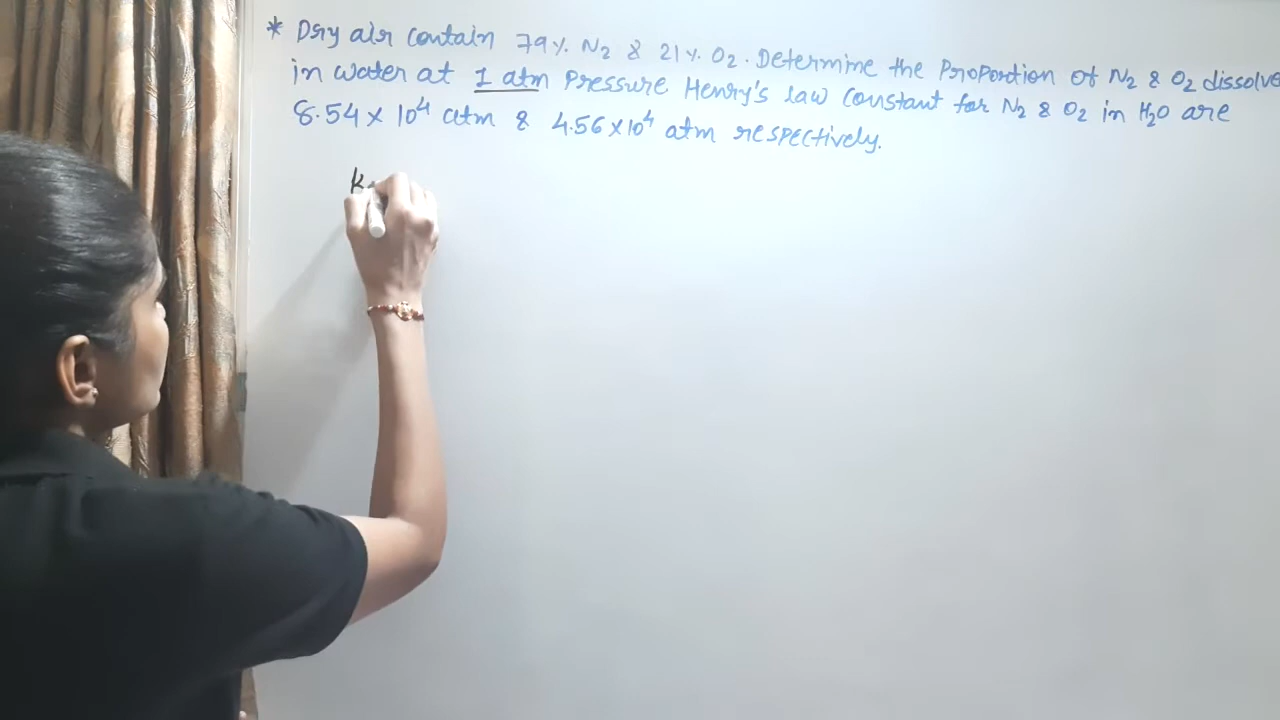 * Dry air contain 79%. N₂ & 21%. O₂. Determine the Proportion of N₂ & O₂ dissolve
in water at 1 atm Pressure Henry's law Constant for N₂ & O₂ in H₂O are
8.54 x 10⁴ atm & 4.56 x 10⁴ atm respectively.
K